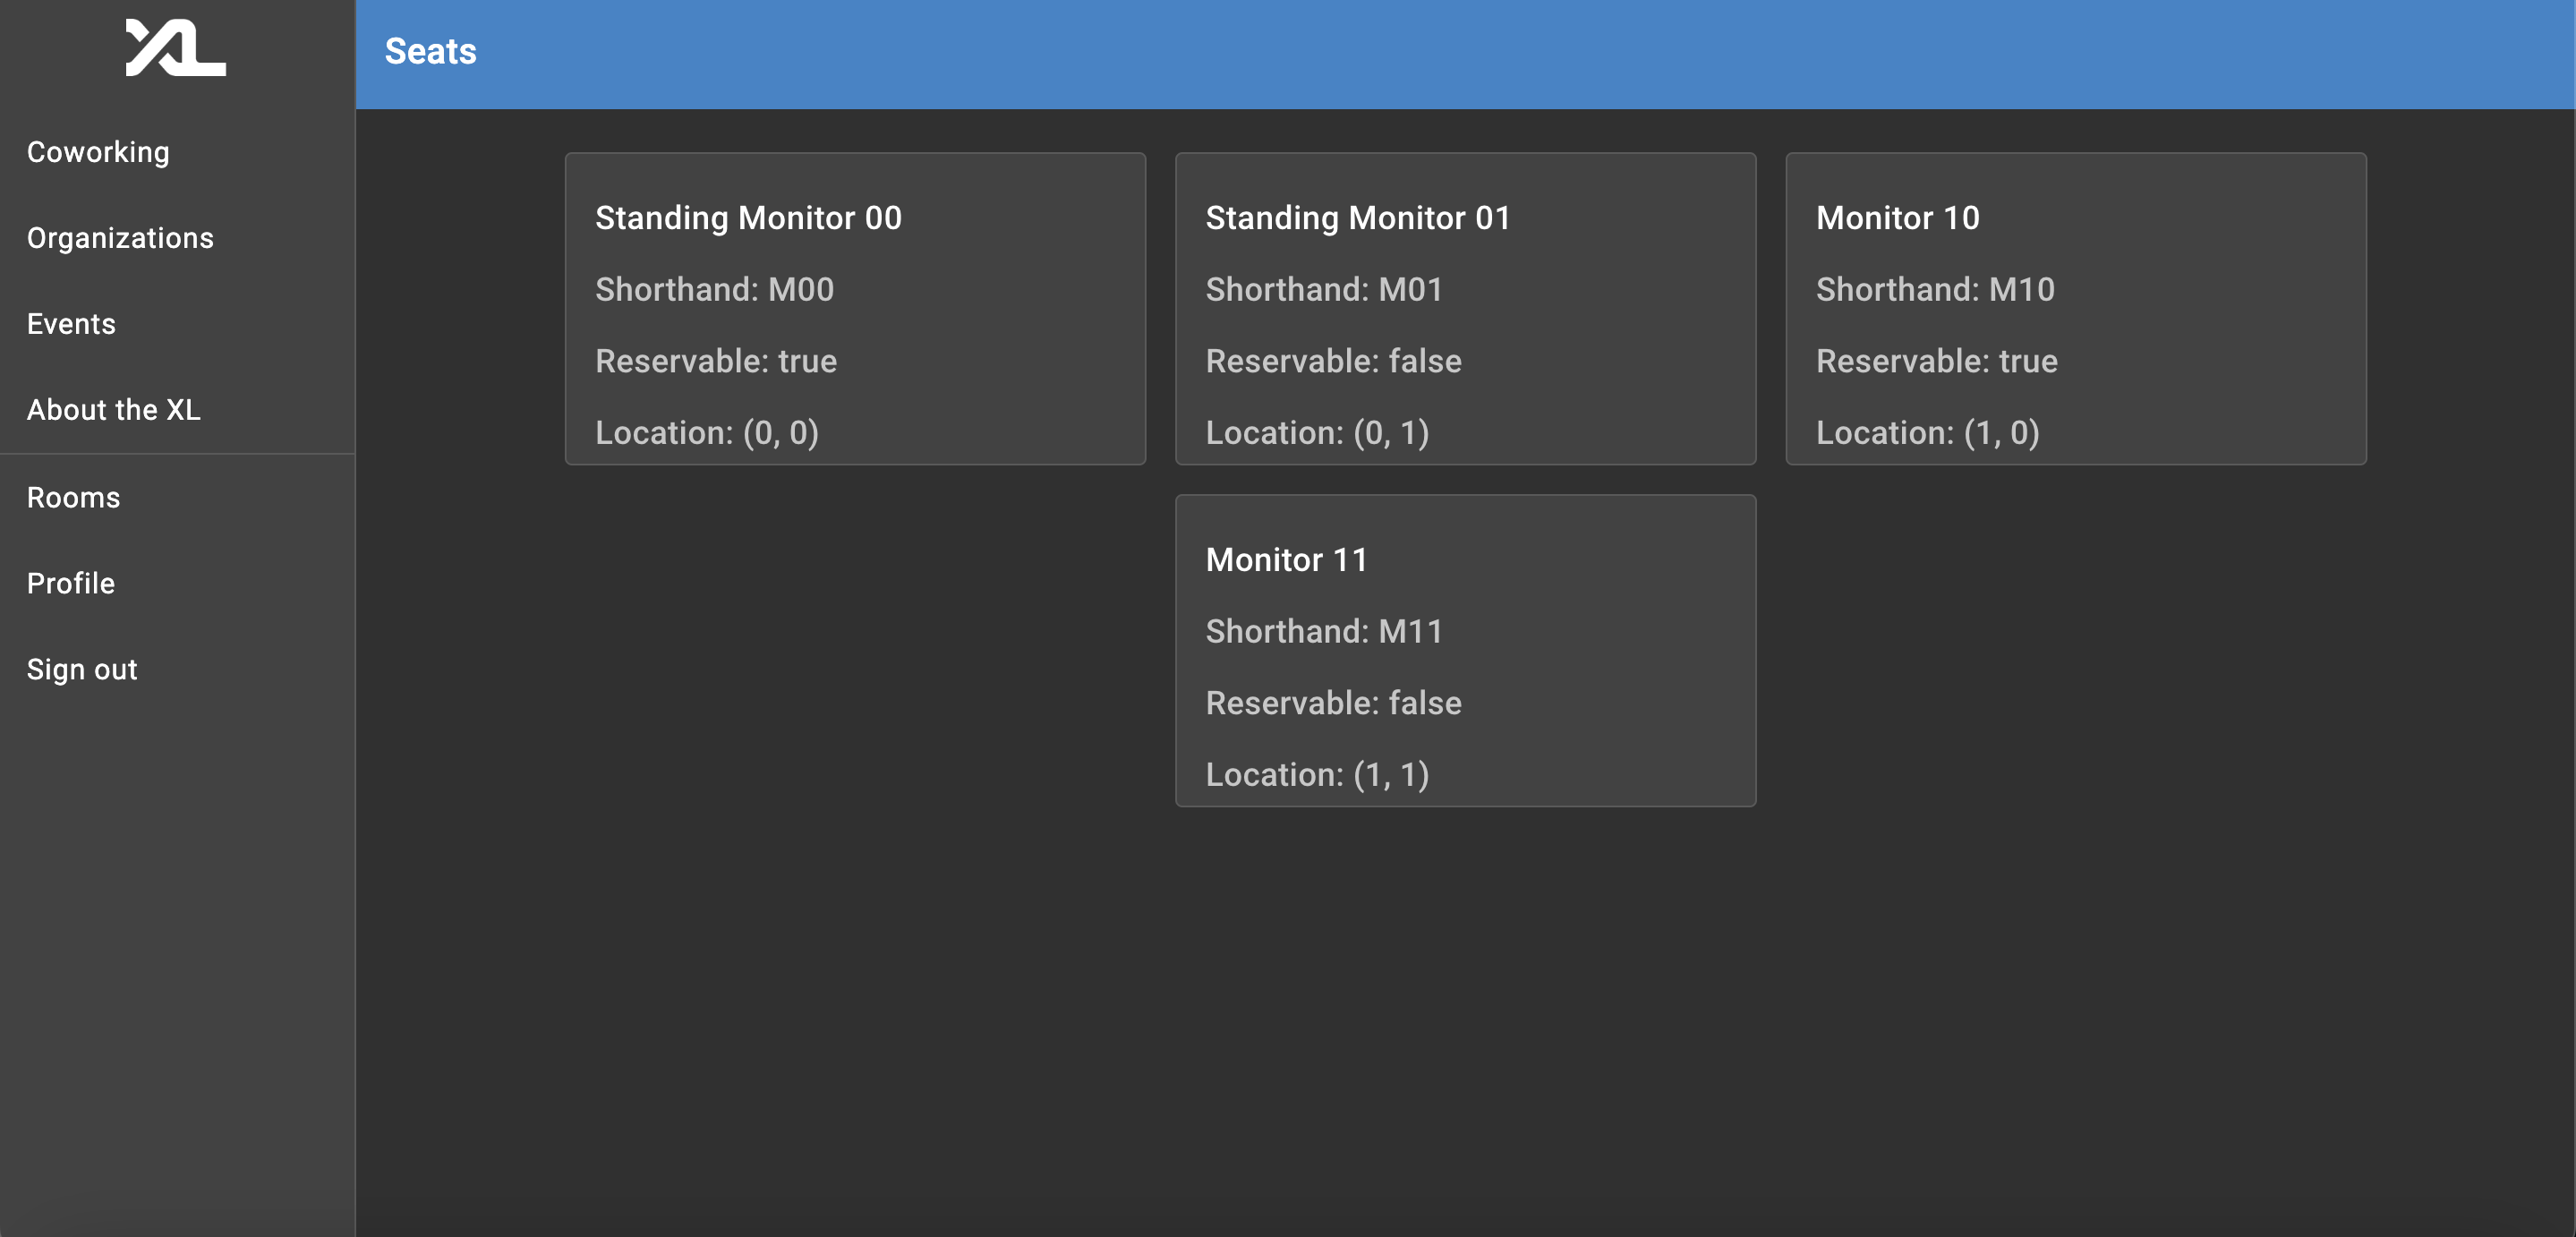 XL
Coworking
Organizations
Events
About the XL
Rooms
Profile
Sign out
Seats
Standing Monitor 00
Shorthand: M00
Reservable: true
Location: (0, 0)
Standing Monitor 01
Shorthand: M01
Reservable: false
Location: (0, 1)
Monitor 10
Shorthand: M10
Reservable: true
Location: (1, 0)
Monitor 11
Shorthand: M11
Reservable: false
Location: (1, 1)